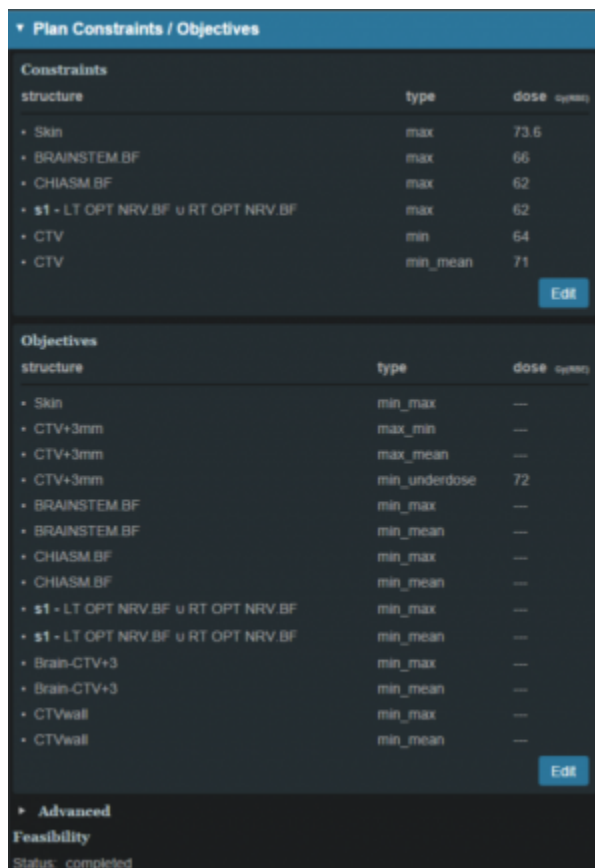 ▾ Plan Constraints / Objectives
Constraints
structure type dose Gy(RBE)
• Skin max 73.6
• BRAINSTEM.BF max 66
• CHIASM.BF max 62
• s1 - LT OPT NRV.BF ∪ RT OPT NRV.BF max 62
• CTV min 64
• CTV min_mean 71
Edit
Objectives
structure type dose Gy(RBE)
• Skin min_max ---
• CTV+3mm max_min ---
• CTV+3mm max_mean ---
• CTV+3mm min_underdose 72
• BRAINSTEM.BF min_max ---
• BRAINSTEM.BF min_mean ---
• CHIASM.BF min_max ---
• CHIASM.BF min_mean ---
• s1 - LT OPT NRV.BF ∪ RT OPT NRV.BF min_max ---
• s1 - LT OPT NRV.BF ∪ RT OPT NRV.BF min_mean ---
• Brain-CTV+3 min_max ---
• Brain-CTV+3 min_mean ---
• CTVwall min_max ---
• CTVwall min_mean ---
Edit
▸ Advanced
Feasibility
Status: completed